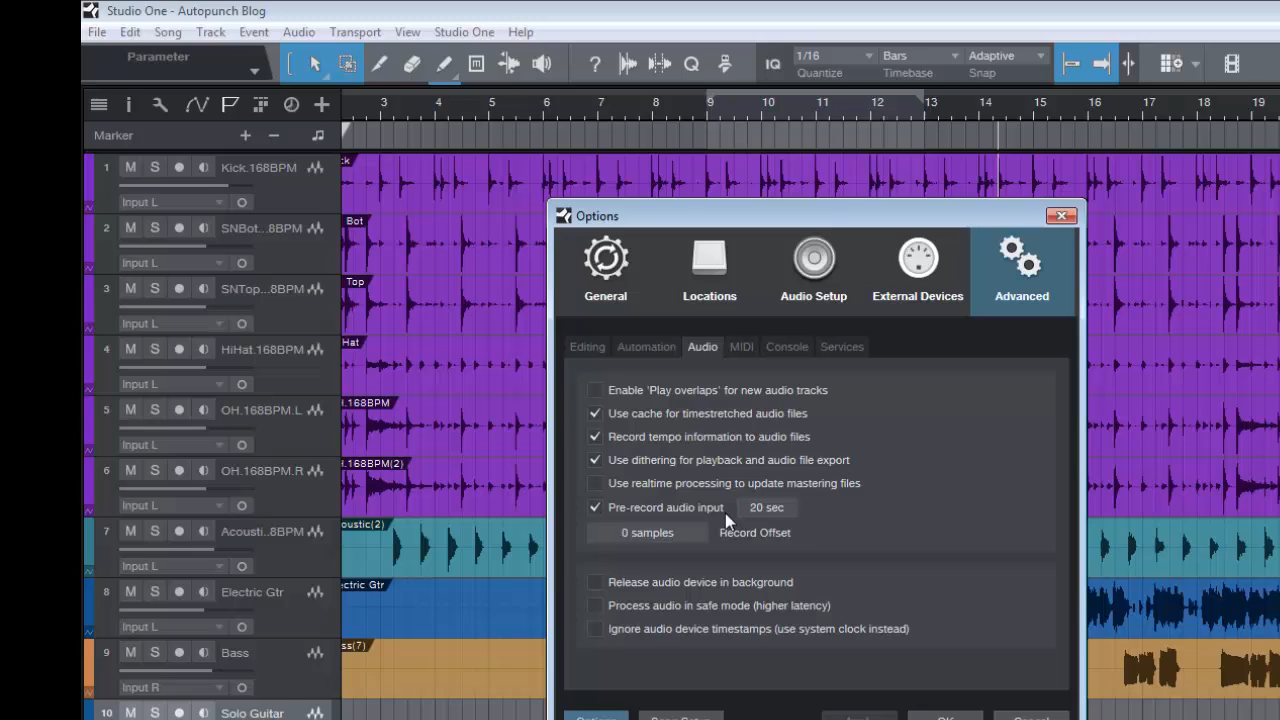 Studio One - Autopunch Blog
File Edit Song Track Event Audio Transport View Studio One Help
Parameter
? Q IQ 1/16 Bars Adaptive
Quantize Timebase Snap
3 4 5 6 7 8 9 10 11 12 13 14 15 16 17 18 19
Marker + -
1 M S Kick.168BPM
Input L
2 M S SNBot...8BPM Bot
Input L
3 M S SNTop...8BPM Top
Input L
4 M S HiHat.168BPM Hat
Input L
5 M S OH.168BPM.L H.168BPM
Input L
6 M S OH.168BPM.R H.168BPM(2)
Input L
7 M S Acousti...8BPM oustic(2)
Input L
8 M S Electric Gtr ectric Gtr
Input L
9 M S Bass ss(7)
Input R
10 M S Solo Guitar
Options
General Locations Audio Setup External Devices Advanced
Editing Automation Audio MIDI Console Services
Enable 'Play overlaps' for new audio tracks
Use cache for timestretched audio files
Record tempo information to audio files
Use dithering for playback and audio file export
Use realtime processing to update mastering files
Pre-record audio input 20 sec
0 samples Record Offset
Release audio device in background
Process audio in safe mode (higher latency)
Ignore audio device timestamps (use system clock instead)